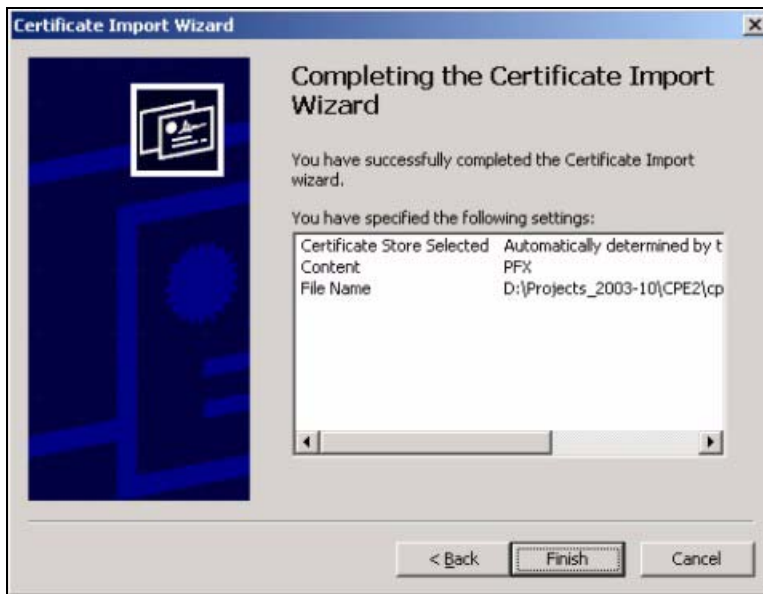 Certificate Import Wizard
Completing the Certificate Import
Wizard
You have successfully completed the Certificate Import
wizard.
You have specified the following settings:
Certificate Store Selected Automatically determined by t
Content PFX
File Name D:\Projects_2003-10\CPE2\cp
< Back Finish Cancel